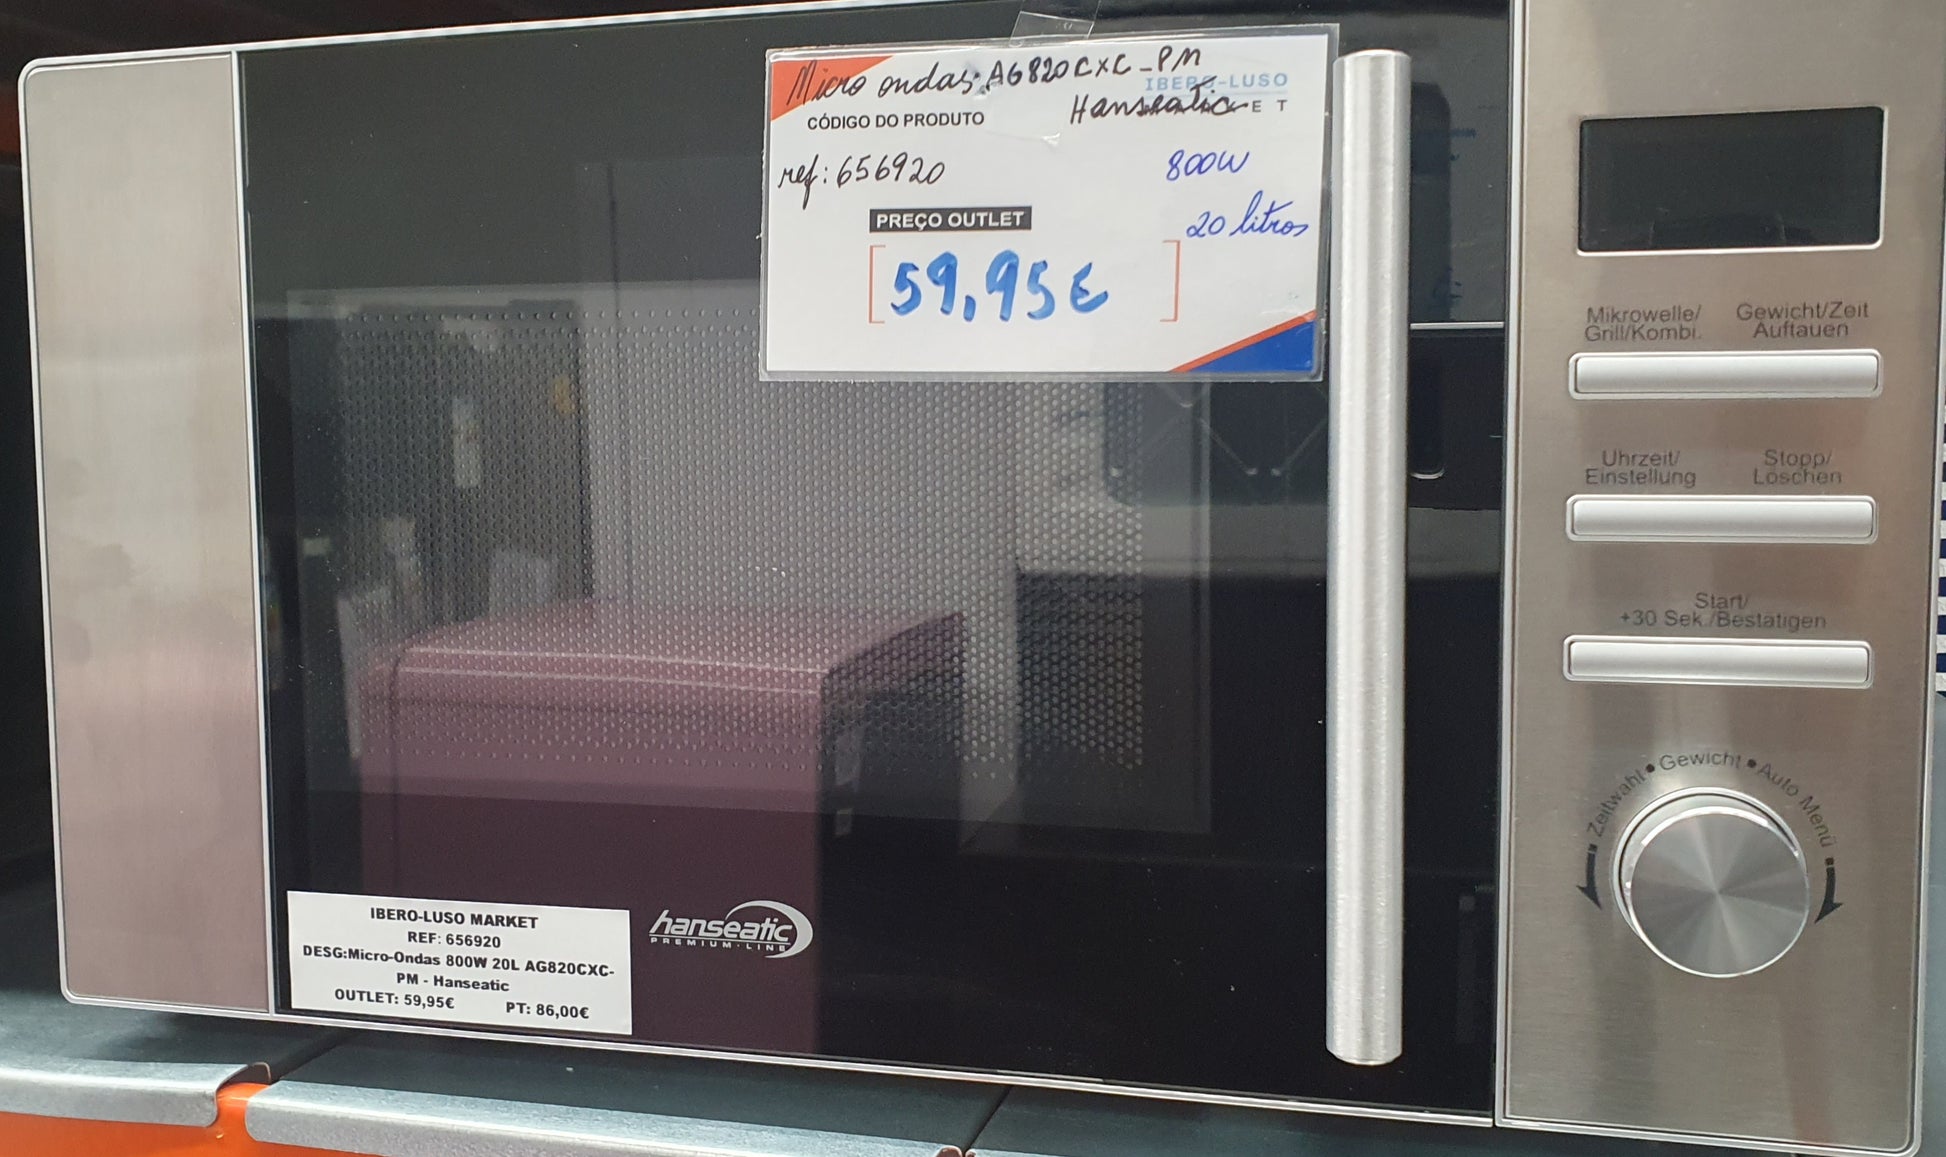 Micro ondas: AG820CXC_PM
IBERO-LUSO
Hanseatic
E T
CÓDIGO DO PRODUTO
ref: 656920
800W
PREÇO OUTLET
20 litros
[59,95€]
Mikrowelle/
Grill/Kombi.
Gewicht/Zeit
Auftauen
Uhrzeit/
Einstellung
Stopp/
Löschen
Start/
+30 Sek./Bestätigen
Zeitwahl • Gewicht • Auto Menü
hanseatic
PREMIUM·LINE
IBERO-LUSO MARKET
REF: 656920
DESG:Micro-Ondas 800W 20L AG820CXC-
PM - Hanseatic
OUTLET: 59,95€ PT: 86,00€